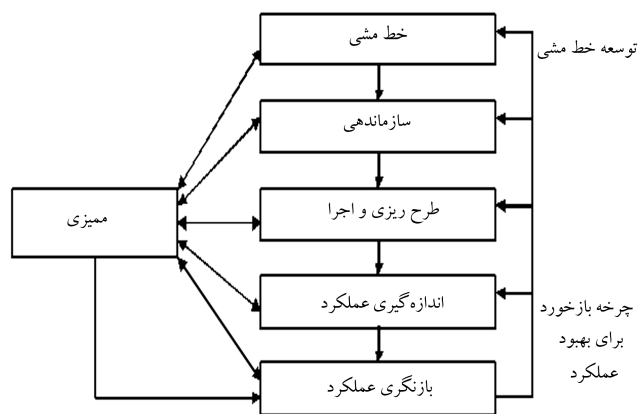 خط مشی
توسعه خط مشی
سازماندهی
طرح ریزی و اجرا
ممیزی
اندازه‌گیری عملکرد
چرخه بازخورد
برای بهبود
عملکرد
بازنگری عملکرد